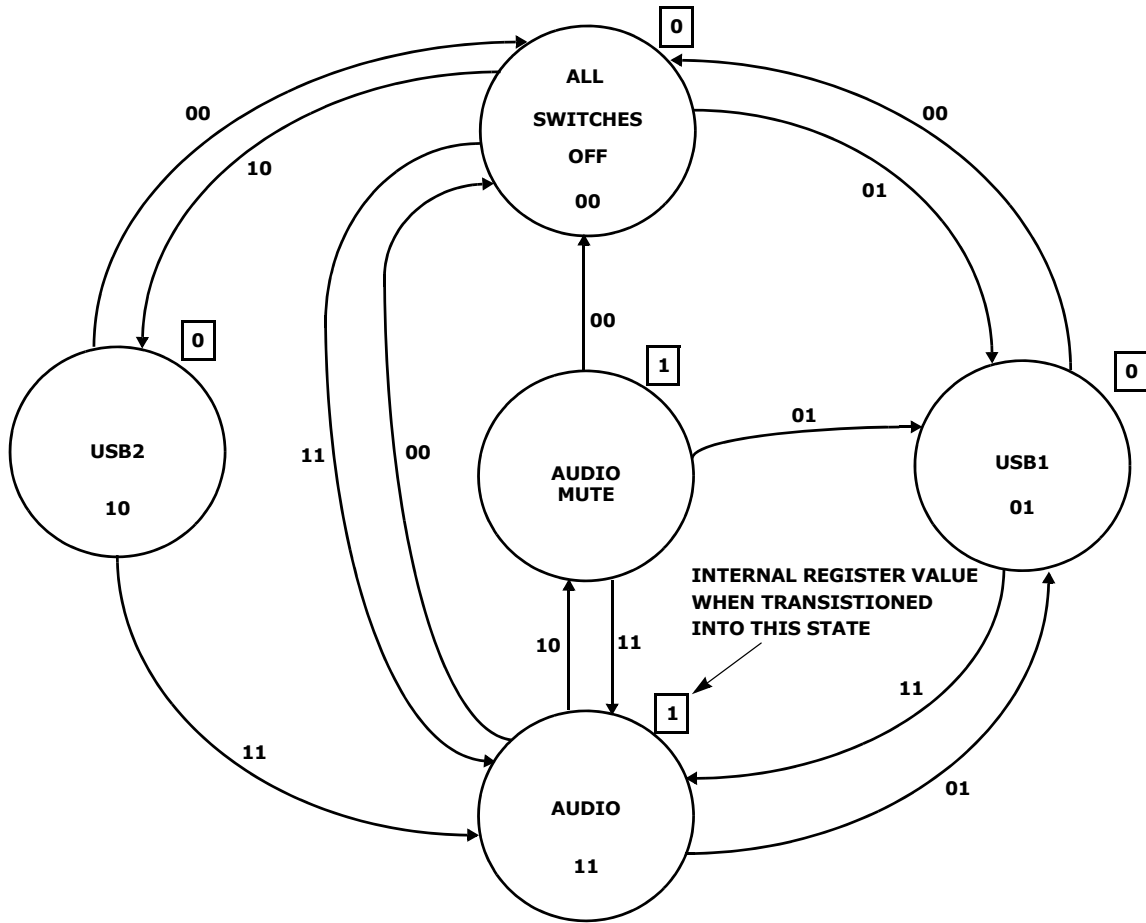 0
ALL
SWITCHES
OFF
00
00
00
10
01
0
00
0
1
01
USB2
10
11
00
AUDIO
MUTE
USB1
01
INTERNAL REGISTER VALUE
WHEN TRANSISTIONED
INTO THIS STATE
10
11
11
1
11
01
AUDIO
11